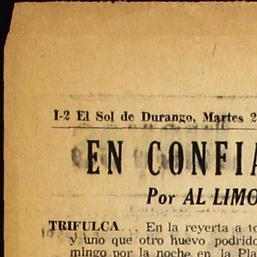 I-2 El Sol de Durango, Martes 2
EN CONFIA
Por AL LIMO
TRIFULCA... En la reyerta a to
y uno que otro huevo podrido
mingo por la noche en la Pla